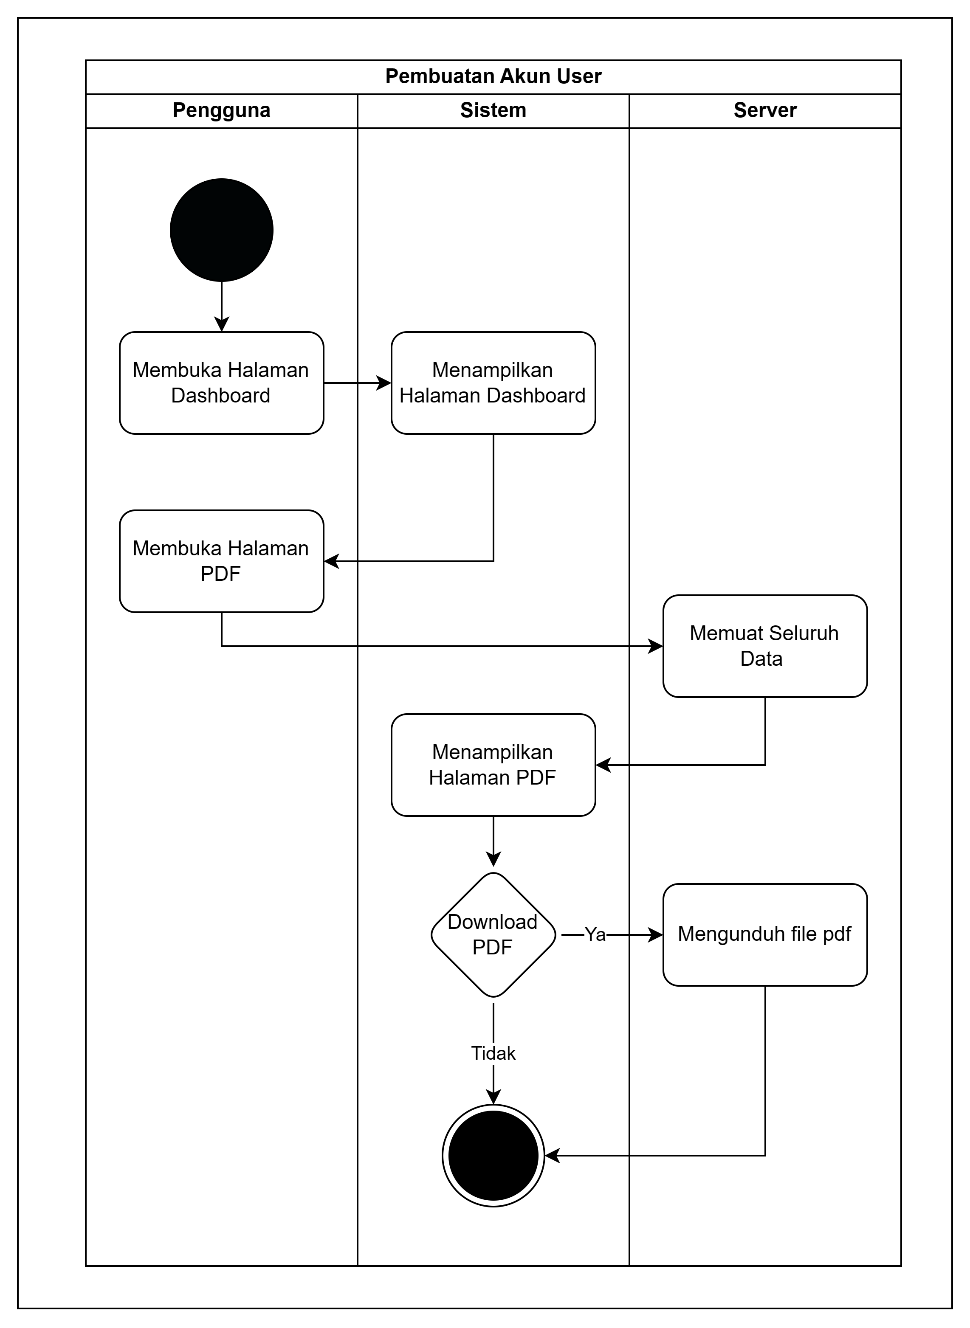 Pembuatan Akun User
Pengguna
Sistem
Server
Membuka Halaman
Dashboard
Menampilkan
Halaman Dashboard
Membuka Halaman
PDF
Memuat Seluruh
Data
Menampilkan
Halaman PDF
Download
PDF
Ya
Mengunduh file pdf
Tidak